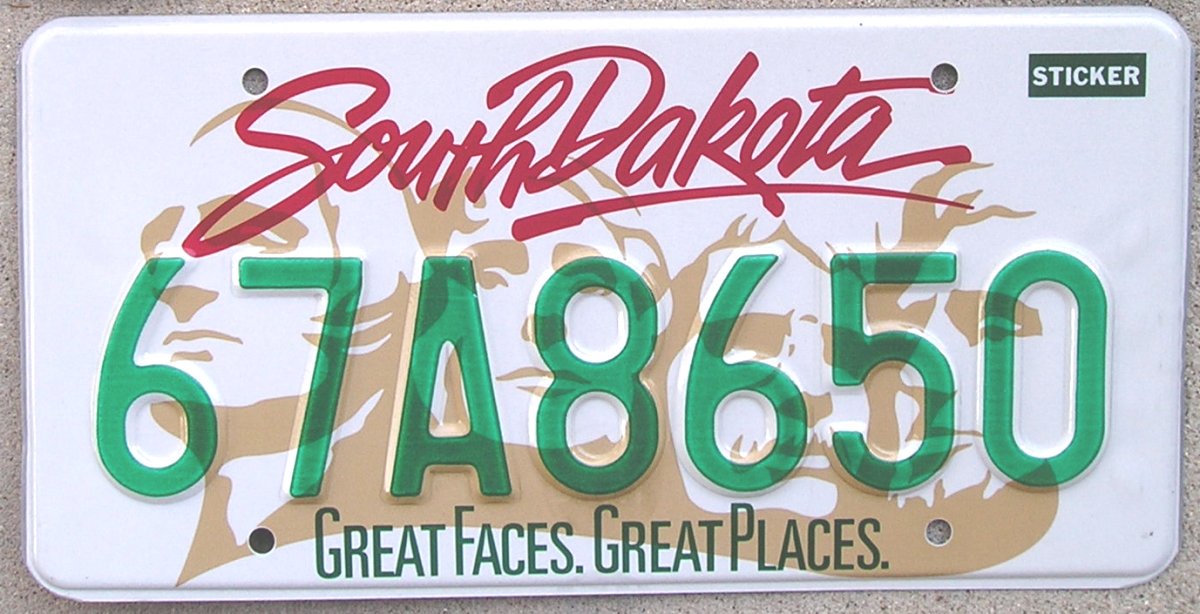 South Dakota
STICKER
67A8650
GREAT FACES. GREAT PLACES.